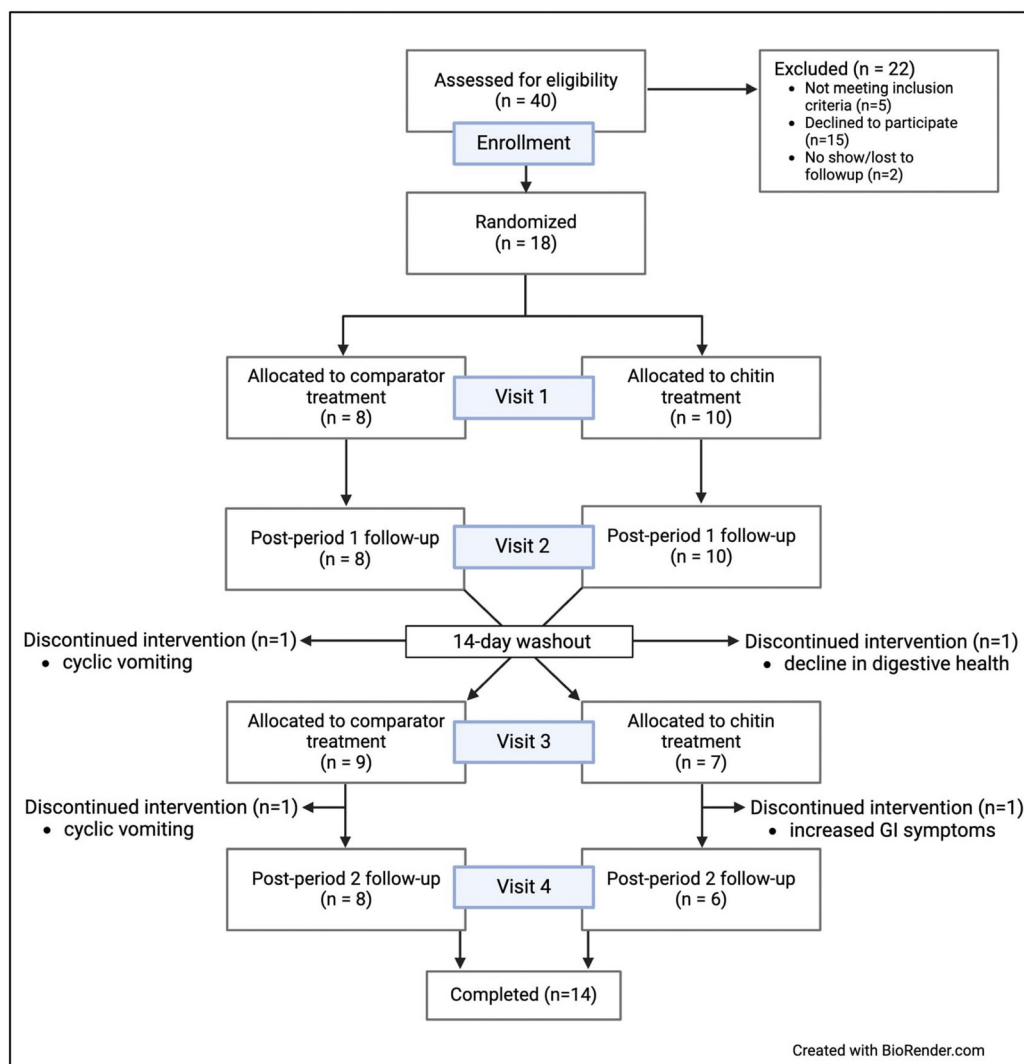 Assessed for eligibility
(n = 40)
Excluded (n = 22)
• Not meeting inclusion
criteria (n=5)
• Declined to participate
(n=15)
• No show/lost to
followup (n=2)
Enrollment
Randomized
(n = 18)
Allocated to comparator
treatment
(n = 8)
Visit 1
Allocated to chitin
treatment
(n = 10)
Post-period 1 follow-up
(n = 8)
Visit 2
Post-period 1 follow-up
(n = 10)
Discontinued intervention (n=1)
• cyclic vomiting
14-day washout
Discontinued intervention (n=1)
• decline in digestive health
Allocated to comparator
treatment
(n = 9)
Visit 3
Allocated to chitin
treatment
(n = 7)
Discontinued intervention (n=1)
• cyclic vomiting
Discontinued intervention (n=1)
• increased GI symptoms
Post-period 2 follow-up
(n = 8)
Visit 4
Post-period 2 follow-up
(n = 6)
Completed (n=14)
Created with BioRender.com